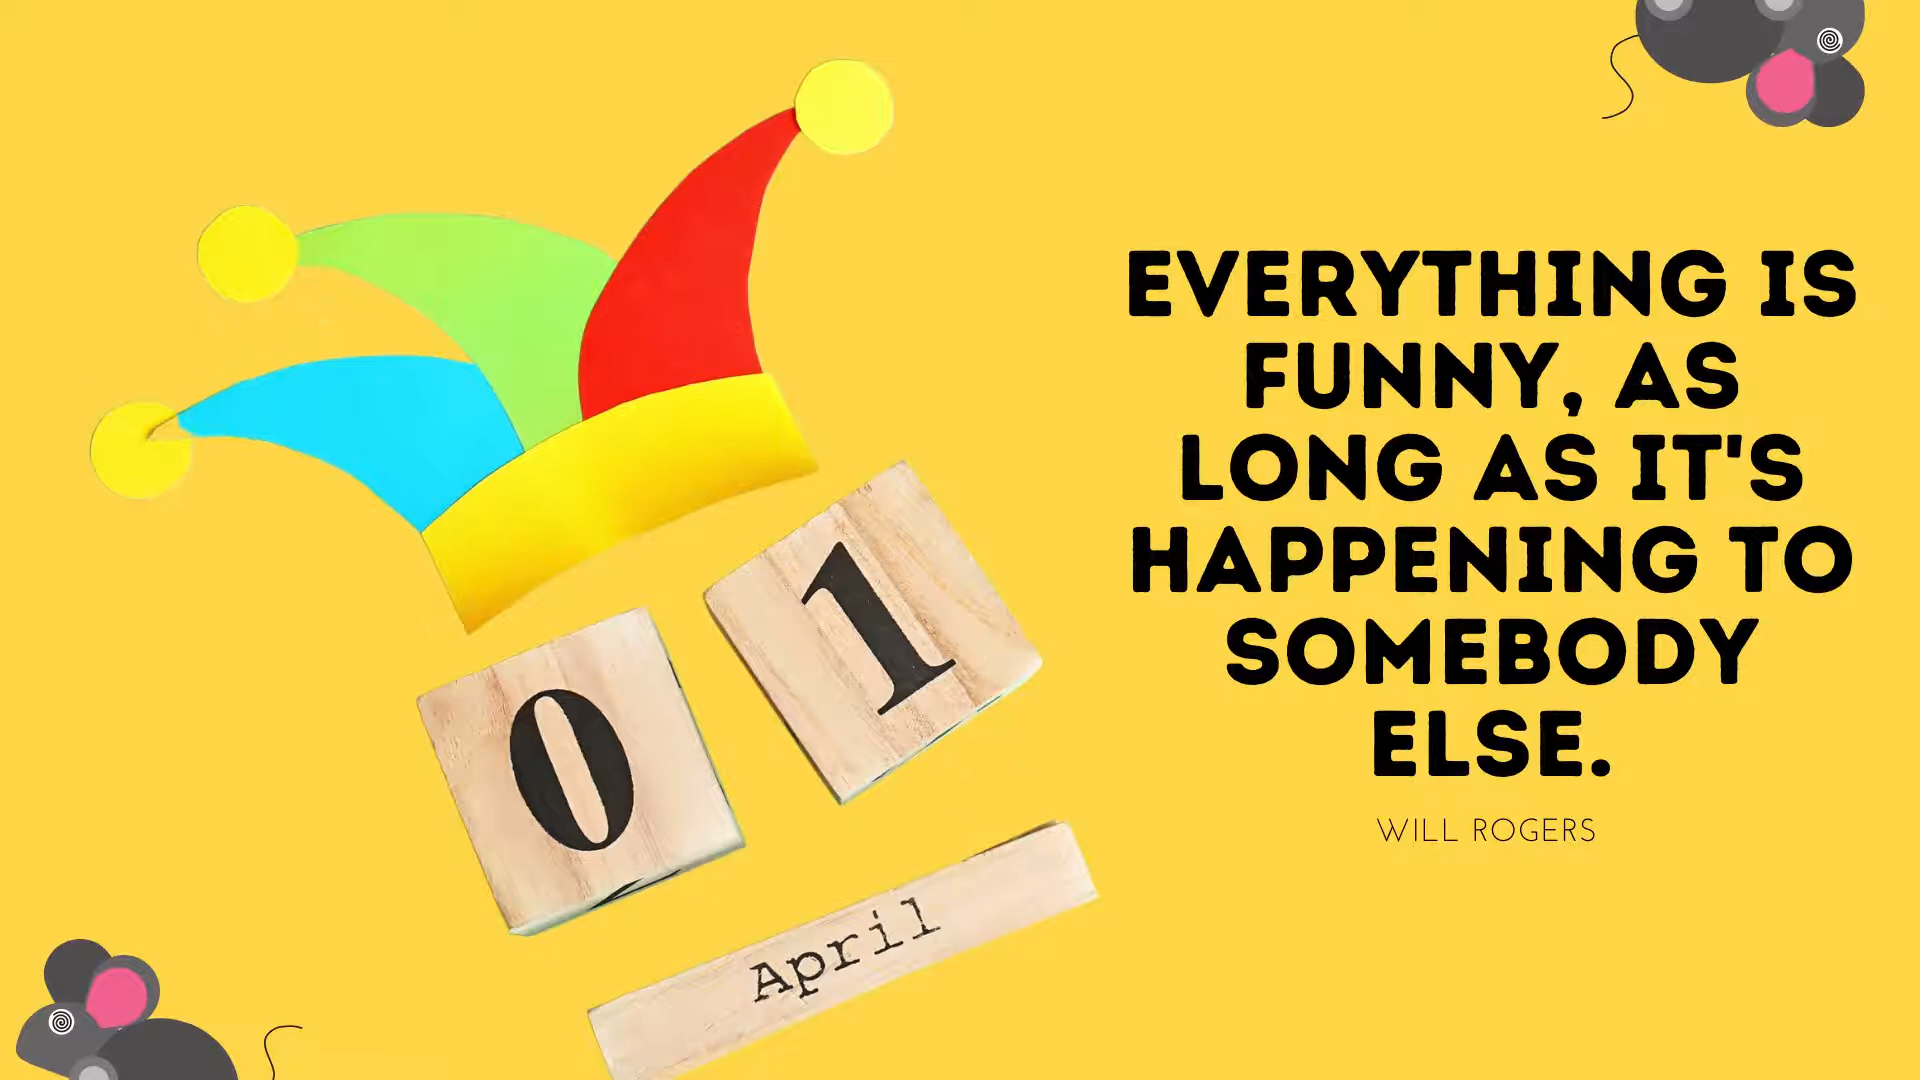 EVERYTHING IS
FUNNY, AS
LONG AS IT'S
HAPPENING TO
SOMEBODY
ELSE.
WILL ROGERS
0
1
April